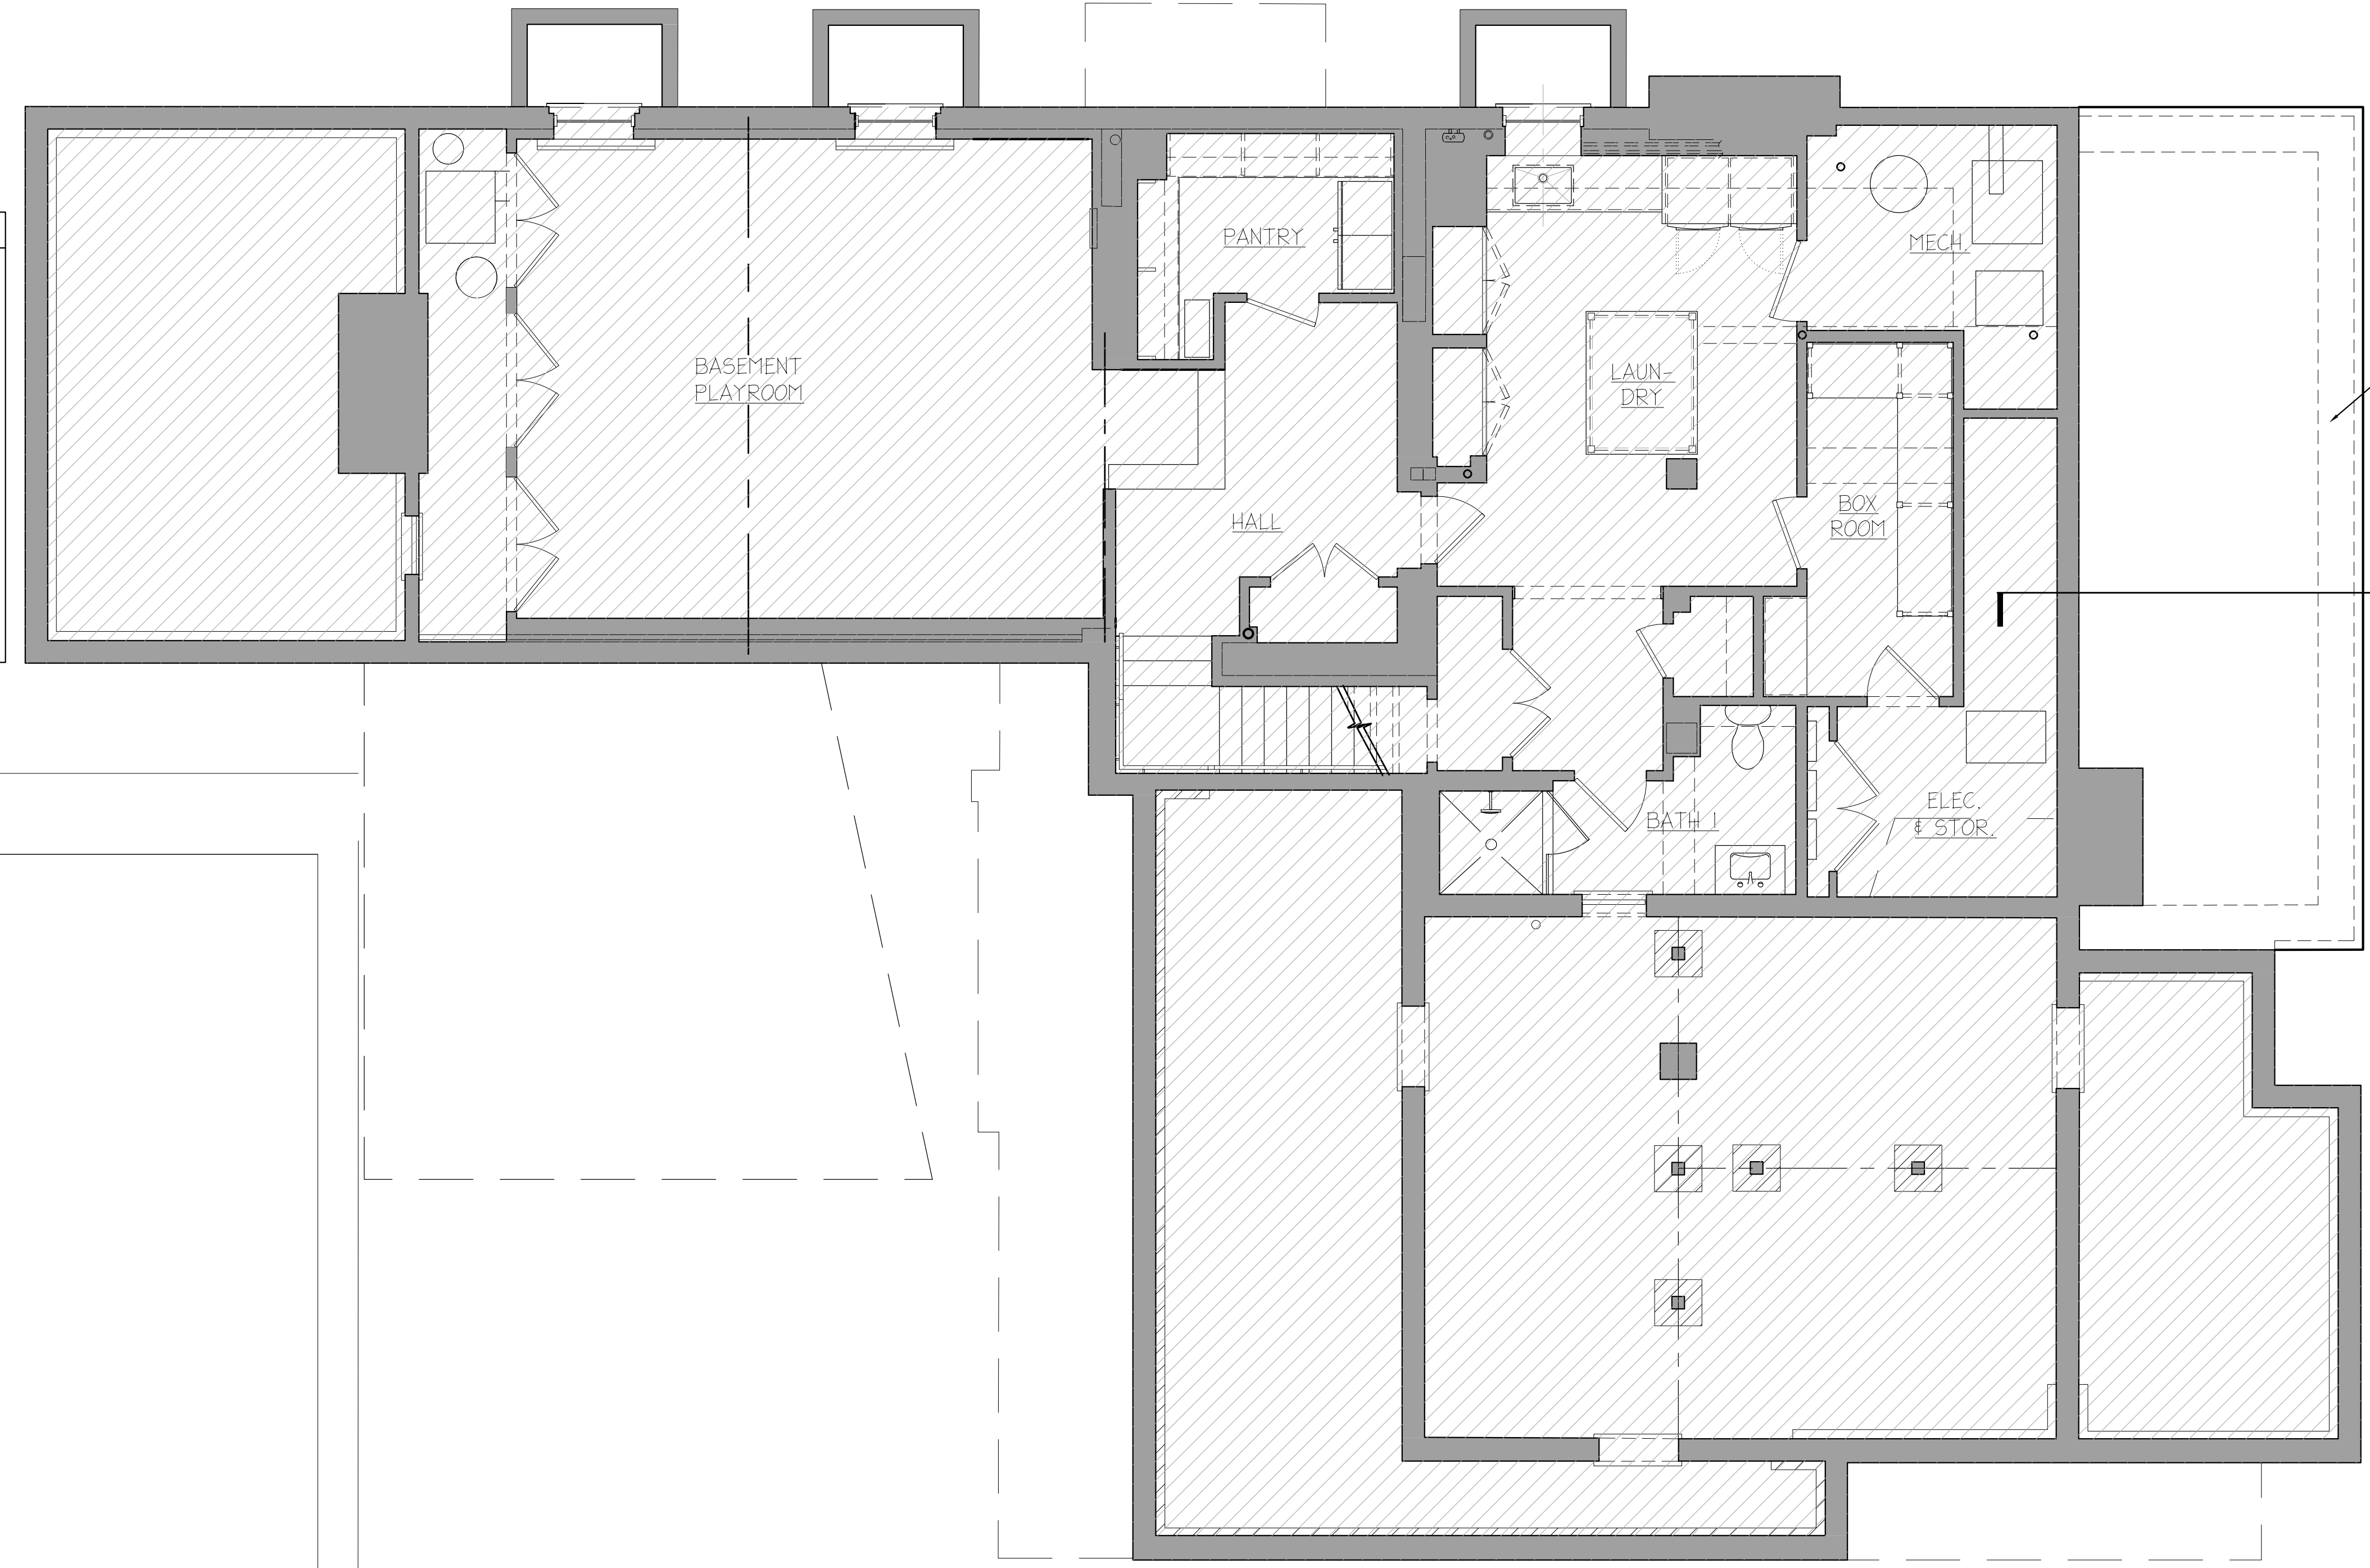 PANTRY
MECH.
BASEMENT
PLAYROOM
LAUN-
DRY
BOX
ROOM
HALL
ELEC.
& STOR.
BATH 1